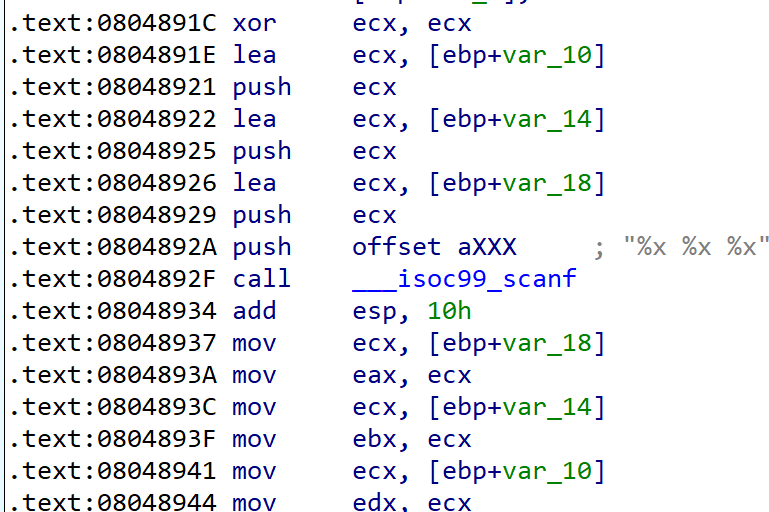 .text:0804891C xor     ecx, ecx
.text:0804891E lea     ecx, [ebp+var_10]
.text:08048921 push    ecx
.text:08048922 lea     ecx, [ebp+var_14]
.text:08048925 push    ecx
.text:08048926 lea     ecx, [ebp+var_18]
.text:08048929 push    ecx
.text:0804892A push    offset aXXX    ; "%x %x %x"
.text:0804892F call    ___isoc99_scanf
.text:08048934 add     esp, 10h
.text:08048937 mov     ecx, [ebp+var_18]
.text:0804893A mov     eax, ecx
.text:0804893C mov     ecx, [ebp+var_14]
.text:0804893F mov     ebx, ecx
.text:08048941 mov     ecx, [ebp+var_10]
.text:08048944 mov     edx, ecx